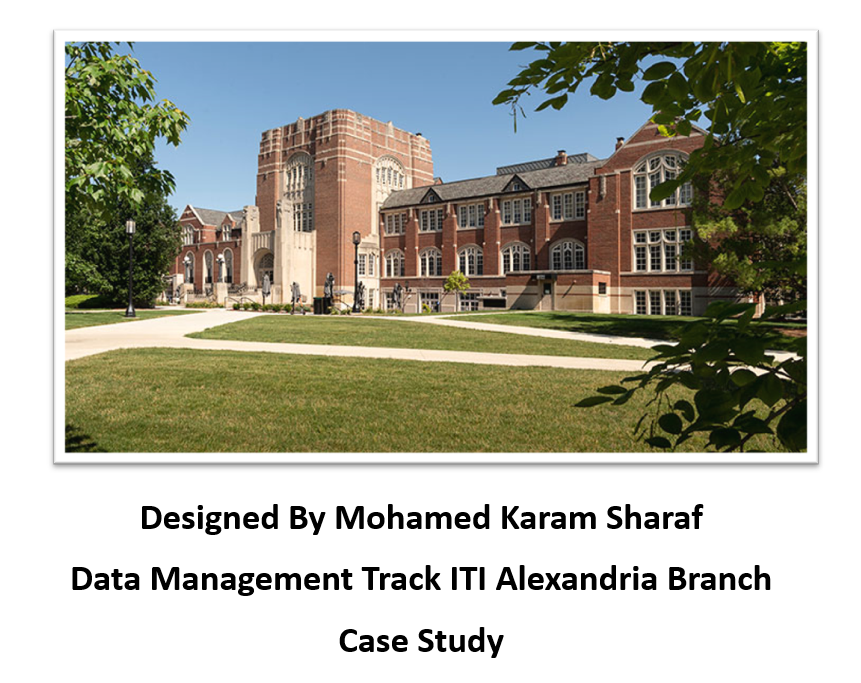 Designed By Mohamed Karam Sharaf
Data Management Track ITI Alexandria Branch
Case Study